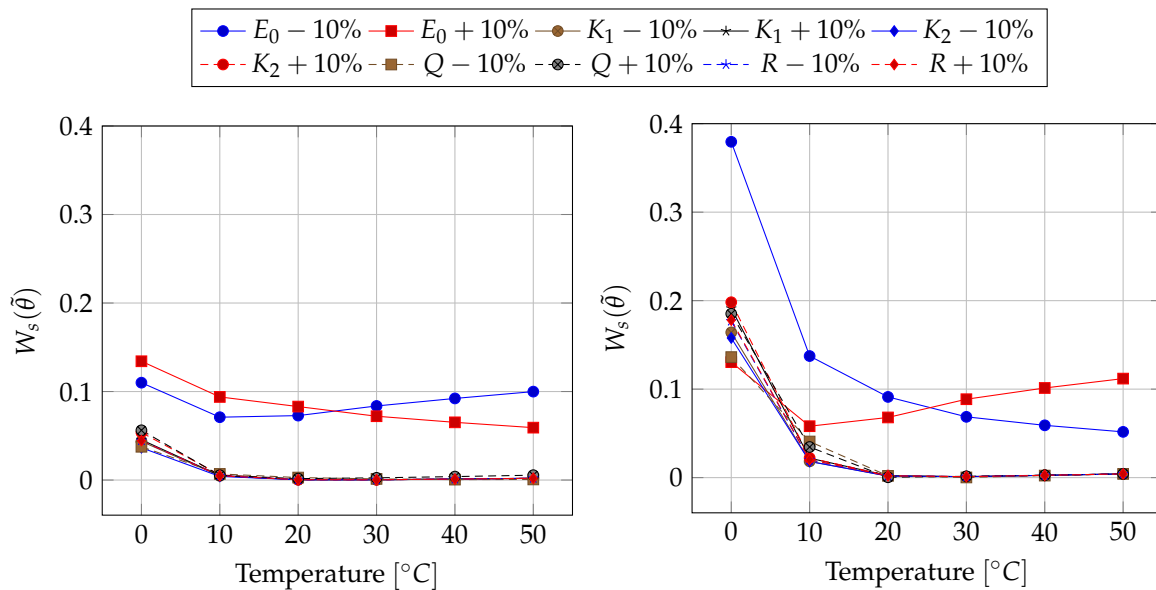 E₀ − 10% E₀ + 10% K₁ − 10% K₁ + 10% K₂ − 10%
K₂ + 10% Q − 10% Q + 10% R − 10% R + 10%
0.4
0.3
0.2
0.1
0
0 10 20 30 40 50
Temperature [°C]
Wₛ(θ̃)
0.4
0.3
0.2
0.1
0
0 10 20 30 40 50
Temperature [°C]
Wₛ(θ̃)